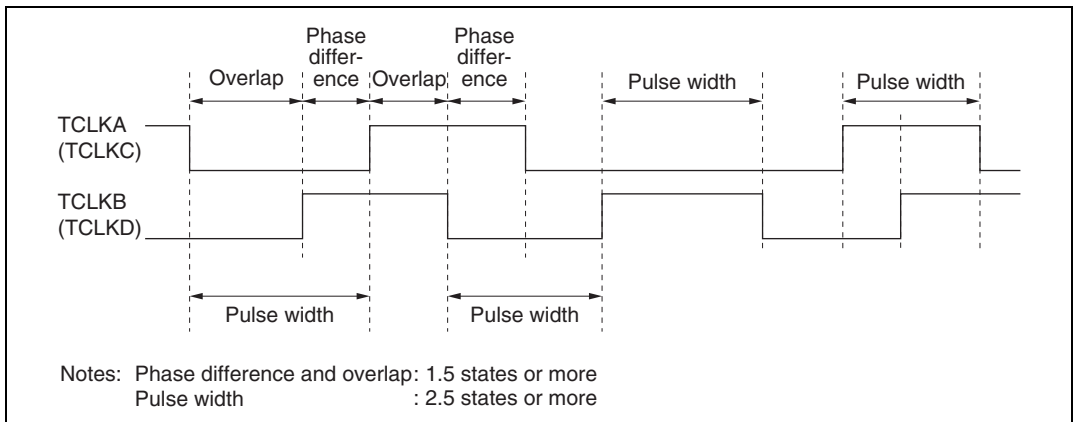 Phase
differ-
ence
Phase
differ-
ence
Overlap
Overlap
Pulse width
Pulse width
TCLKA
(TCLKC)
TCLKB
(TCLKD)
Pulse width
Pulse width
Notes: Phase difference and overlap : 1.5 states or more
Pulse width : 2.5 states or more